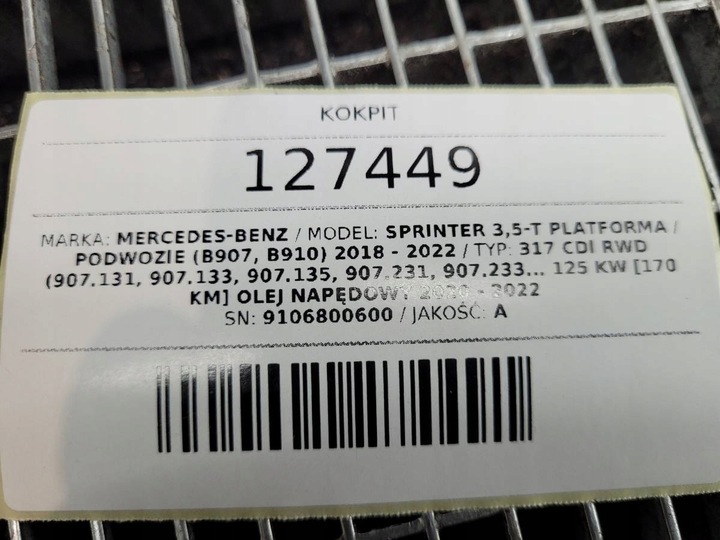 KOKPIT
127449
MARKA: MERCEDES-BENZ / MODEL: SPRINTER 3,5-T PLATFORMA /
PODWOZIE (B907, B910) 2018 - 2022 / TYP: 317 CDI RWD
(907.131, 907.133, 907.135, 907.231, 907.233... 125 KW [170
KM] OLEJ NAPĘDOWY 2020 - 2022
SN: 9106800600 / JAKOŚĆ: A